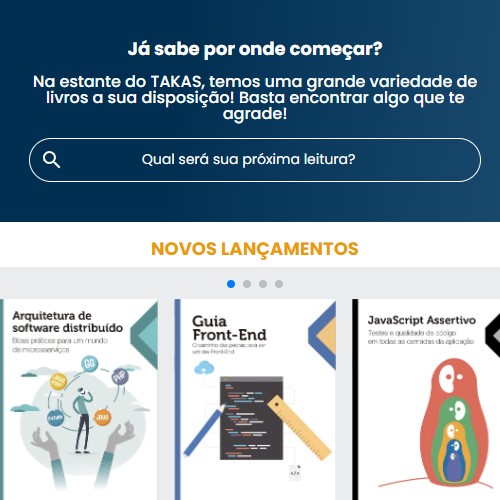 Já sabe por onde começar?
Na estante do TAKAS, temos uma grande variedade de
livros a sua disposição! Basta encontrar algo que te
agrade!
Qual será sua próxima leitura?
NOVOS LANÇAMENTOS
Arquitetura de
software distribuído
Boas práticas para um mundo
de microsserviços
GO
PHP
JAVA
Guia
Front-End
O caminho das pedras para ser
um dev Front-End
JavaScript Assertivo
Testes e qualidade de código
em todas as camadas da aplicação